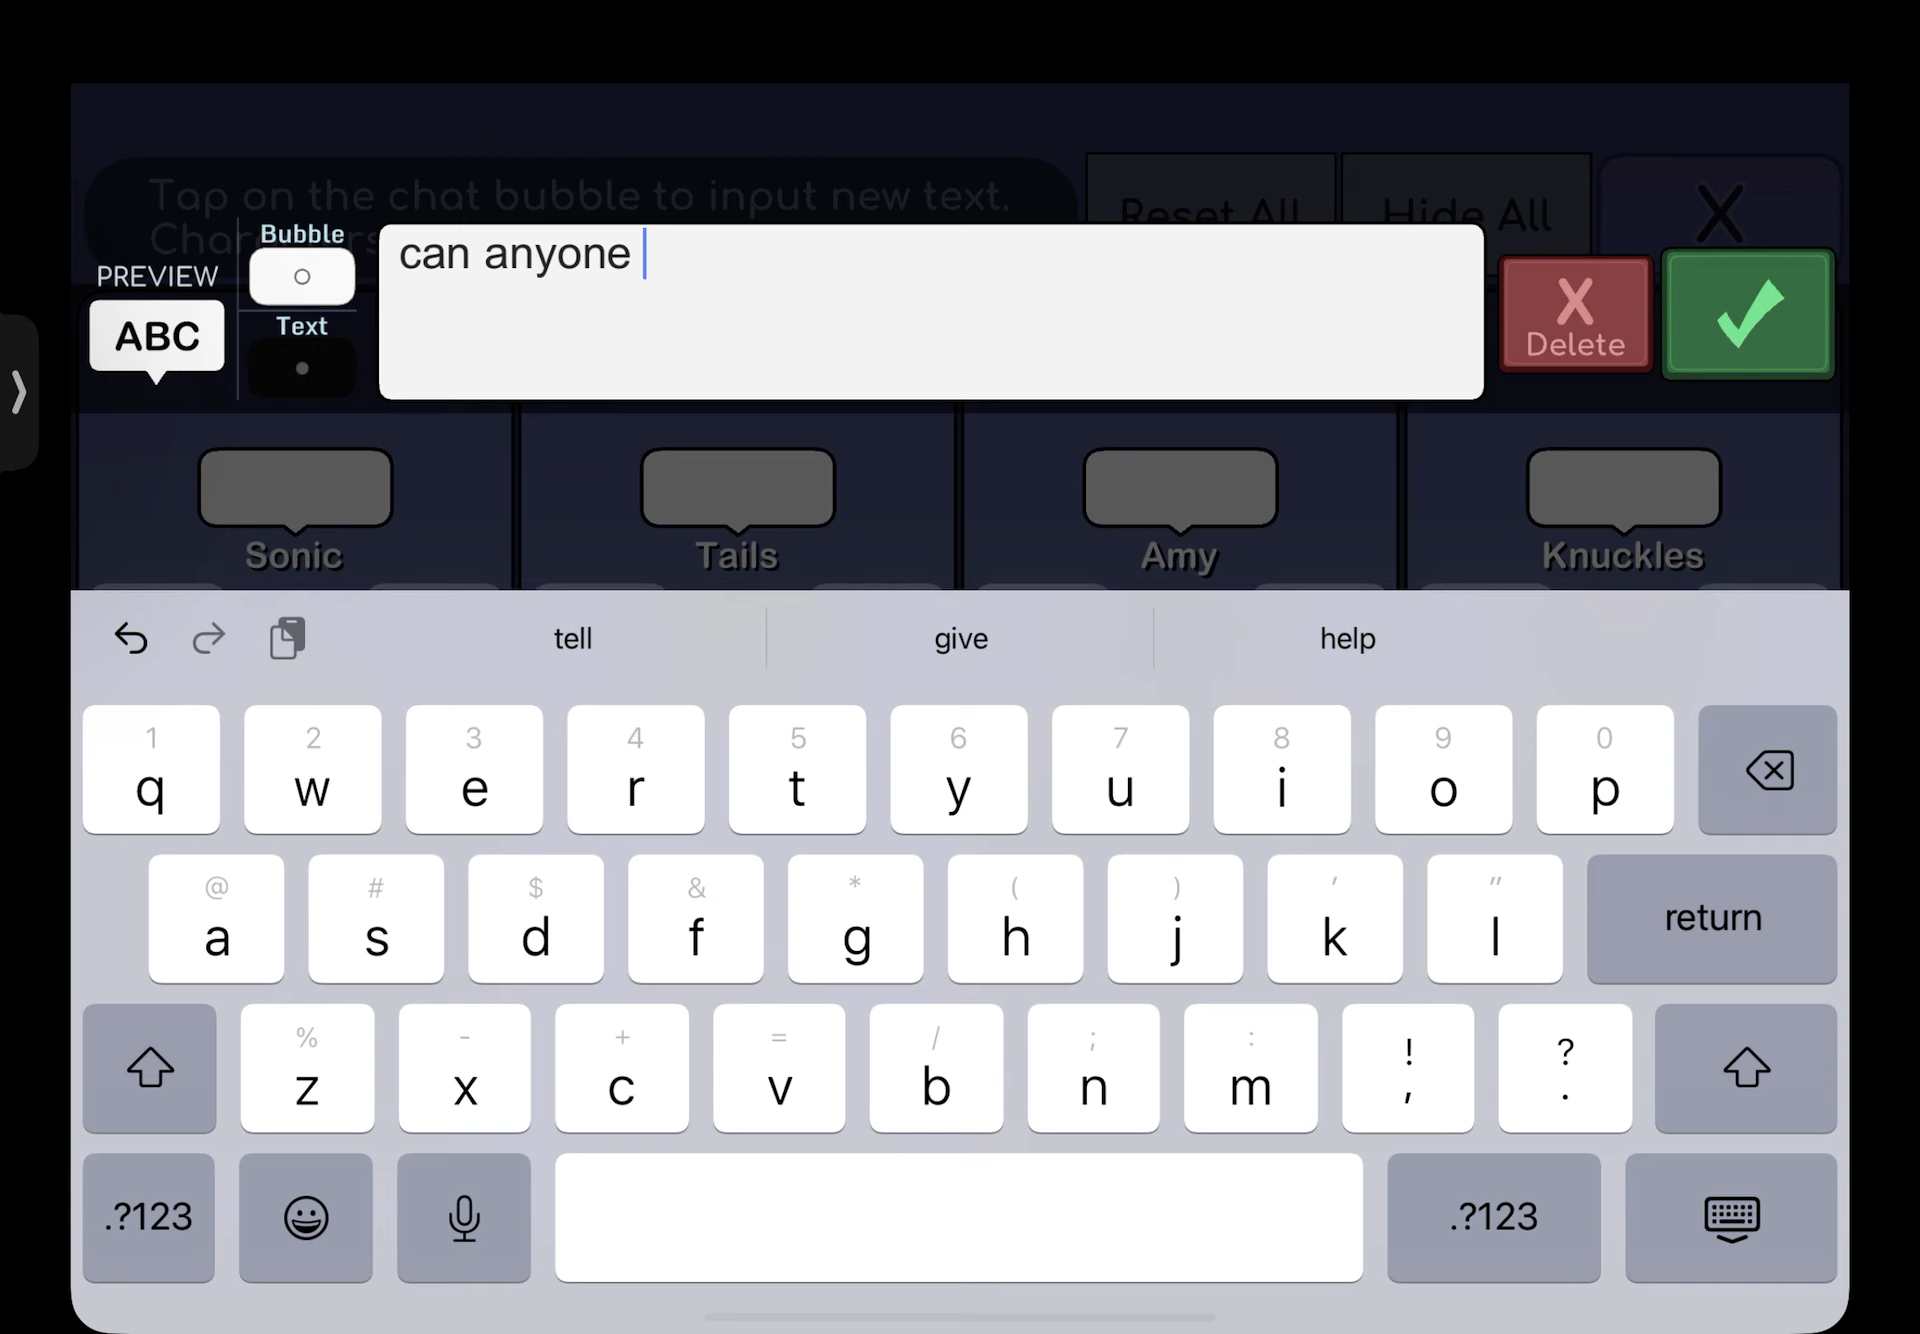 Tap on the chat bubble to input new text.
Reset All
Hide All
X
Bubble
can anyone
PREVIEW
ABC
Text
X
Delete
Sonic
Tails
Amy
Knuckles
tell
give
help
1 2 3 4 5 6 7 8 9 0
q w e r t y u i o p
@ # $ & * ( ) ' "
a s d f g h j k l
return
% - + = / ; : ! ?
z x c v b n m , .
.?123
.?123